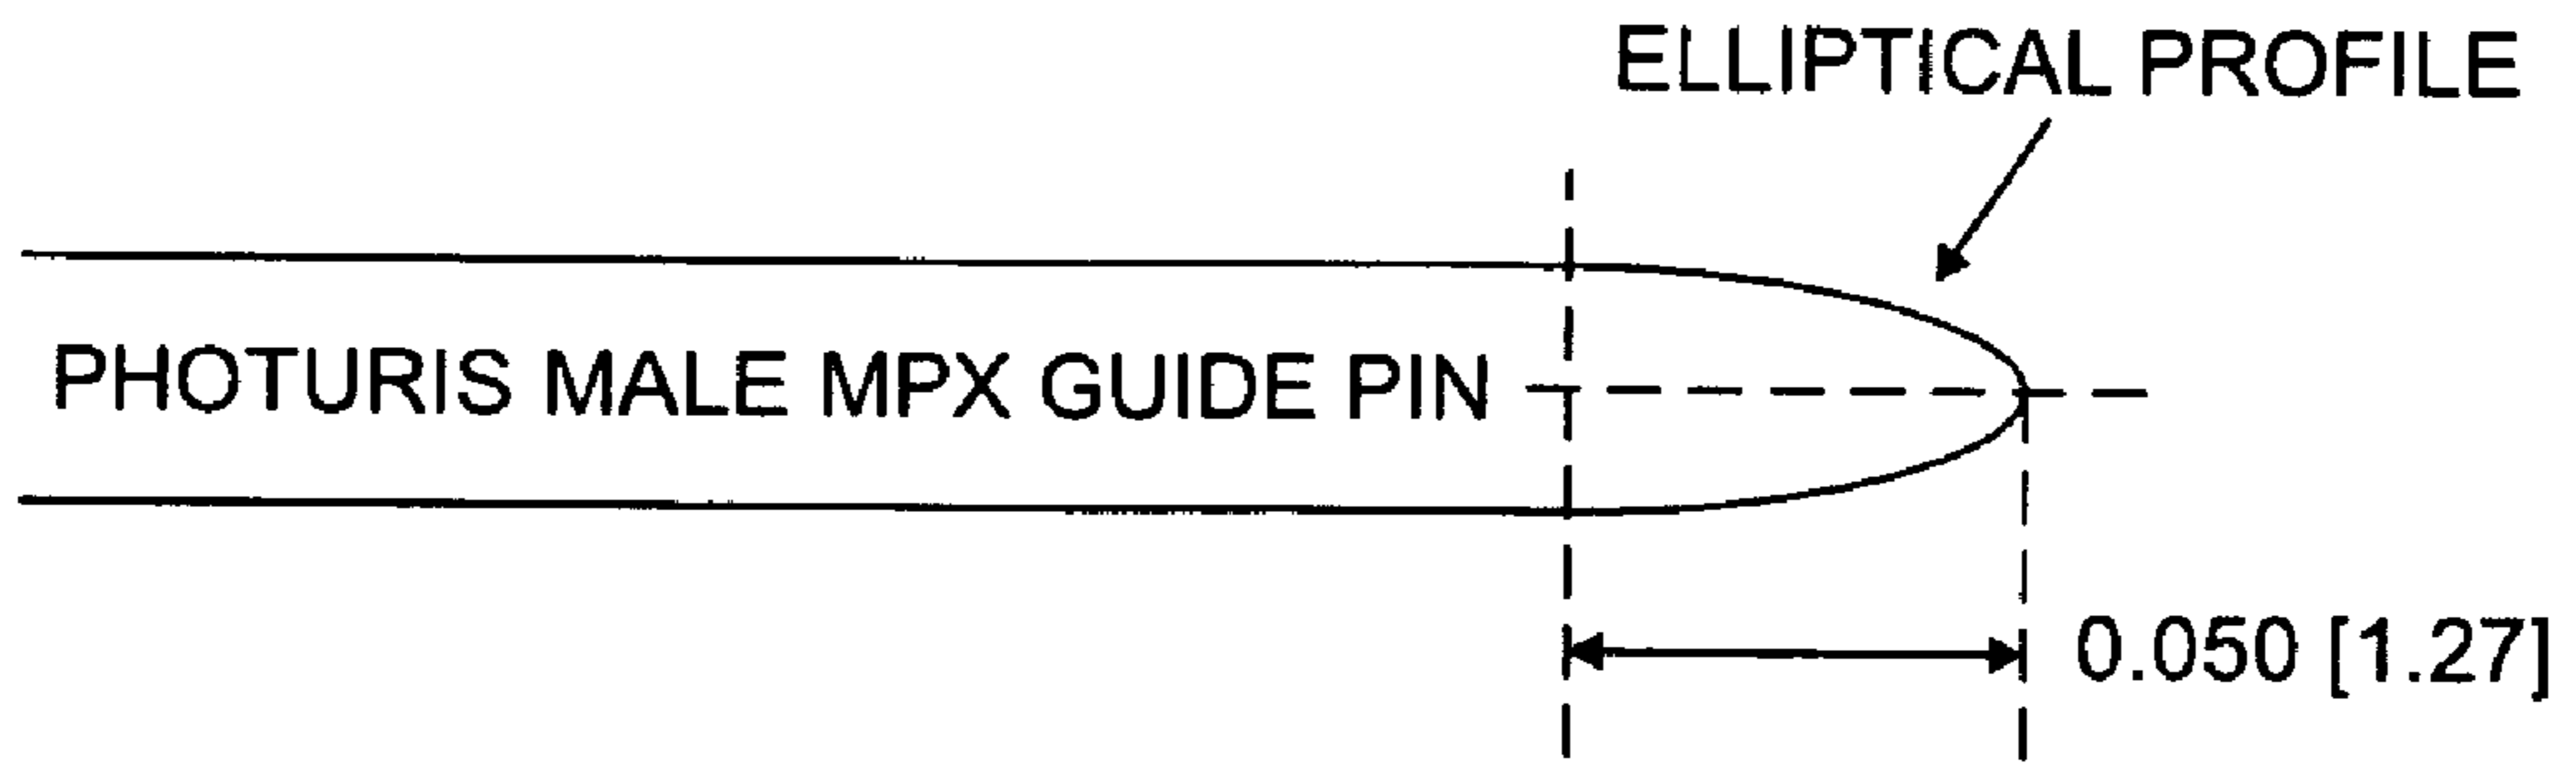 ELLIPTICAL PROFILE
PHOTURIS MALE MPX GUIDE PIN
0.050 [1.27]